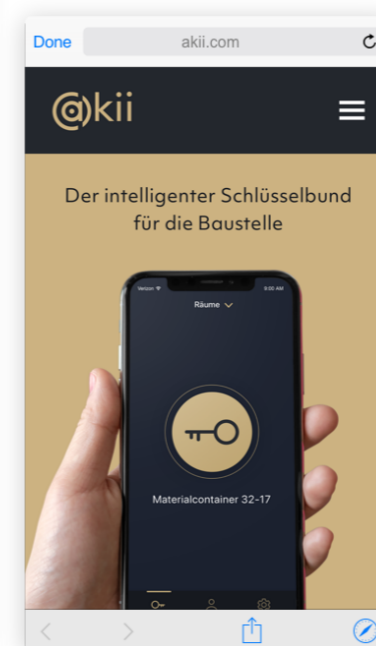 Done
akii.com
@kii
Der intelligenter Schlüsselbund
für die Baustelle
Verizon
9:00 AM
Räume
Materialcontainer 32-17